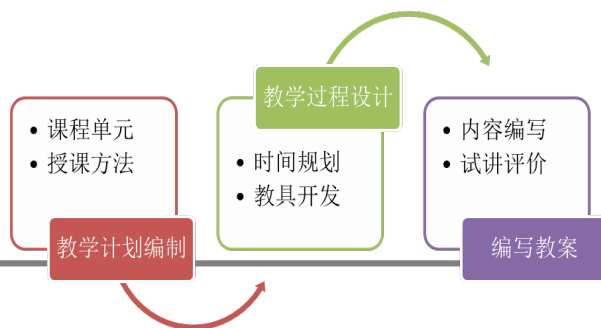 • 课程单元
• 授课方法
教学计划编制
教学过程设计
• 时间规划
• 教具开发
• 内容编写
• 试讲评价
编写教案